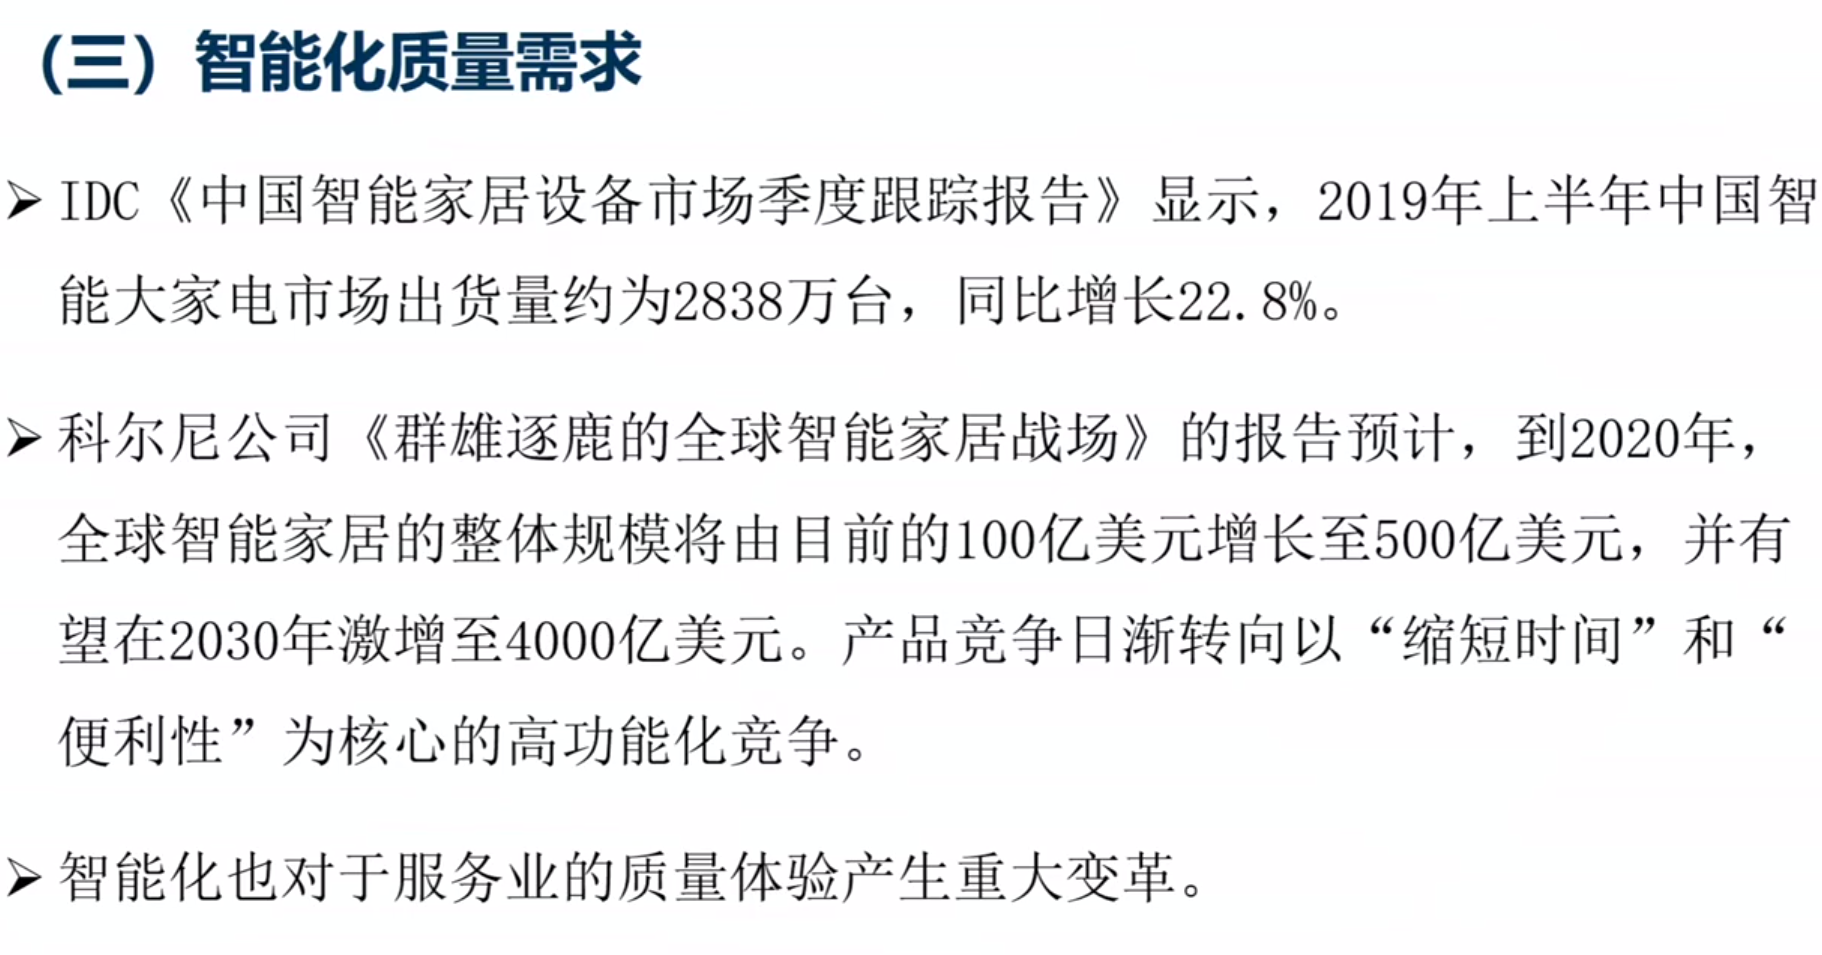 （三）智能化质量需求
➢ IDC《中国智能家居设备市场季度跟踪报告》显示，2019年上半年中国智
能大家电市场出货量约为2838万台，同比增长22.8%。
➢ 科尔尼公司《群雄逐鹿的全球智能家居战场》的报告预计，到2020年，
全球智能家居的整体规模将由目前的100亿美元增长至500亿美元，并有
望在2030年激增至4000亿美元。产品竞争日渐转向以“缩短时间”和“
便利性”为核心的高功能化竞争。
➢ 智能化也对于服务业的质量体验产生重大变革。